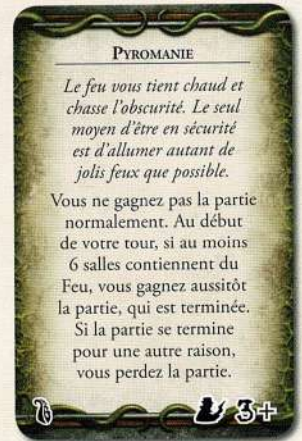 PYROMANIE
Le feu vous tient chaud et
chasse l'obscurité. Le seul
moyen d'être en sécurité
est d'allumer autant de
jolis feux que possible.
Vous ne gagnez pas la partie
normalement. Au début
de votre tour, si au moins
6 salles contiennent du
Feu, vous gagnez aussitôt
la partie, qui est terminée.
Si la partie se termine
pour une autre raison,
vous perdez la partie.
3+